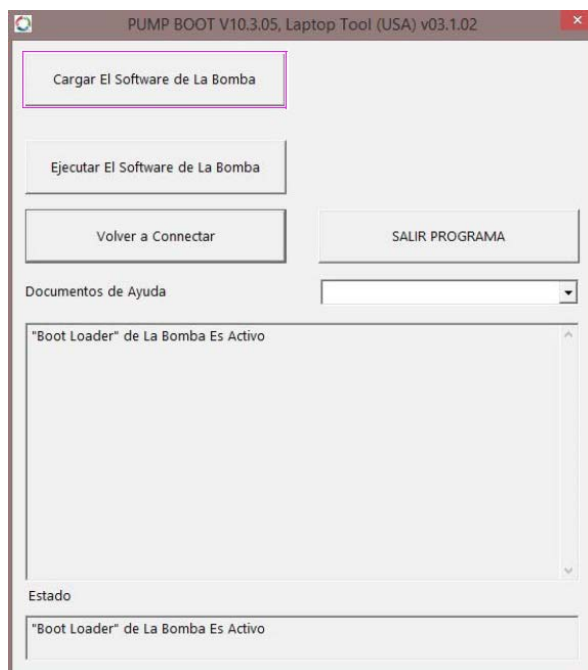 PUMP BOOT V10.3.05, Laptop Tool (USA) v03.1.02
Cargar El Software de La Bomba
Ejecutar El Software de La Bomba
Volver a Connectar
SALIR PROGRAMA
Documentos de Ayuda
"Boot Loader" de La Bomba Es Activo
Estado
"Boot Loader" de La Bomba Es Activo